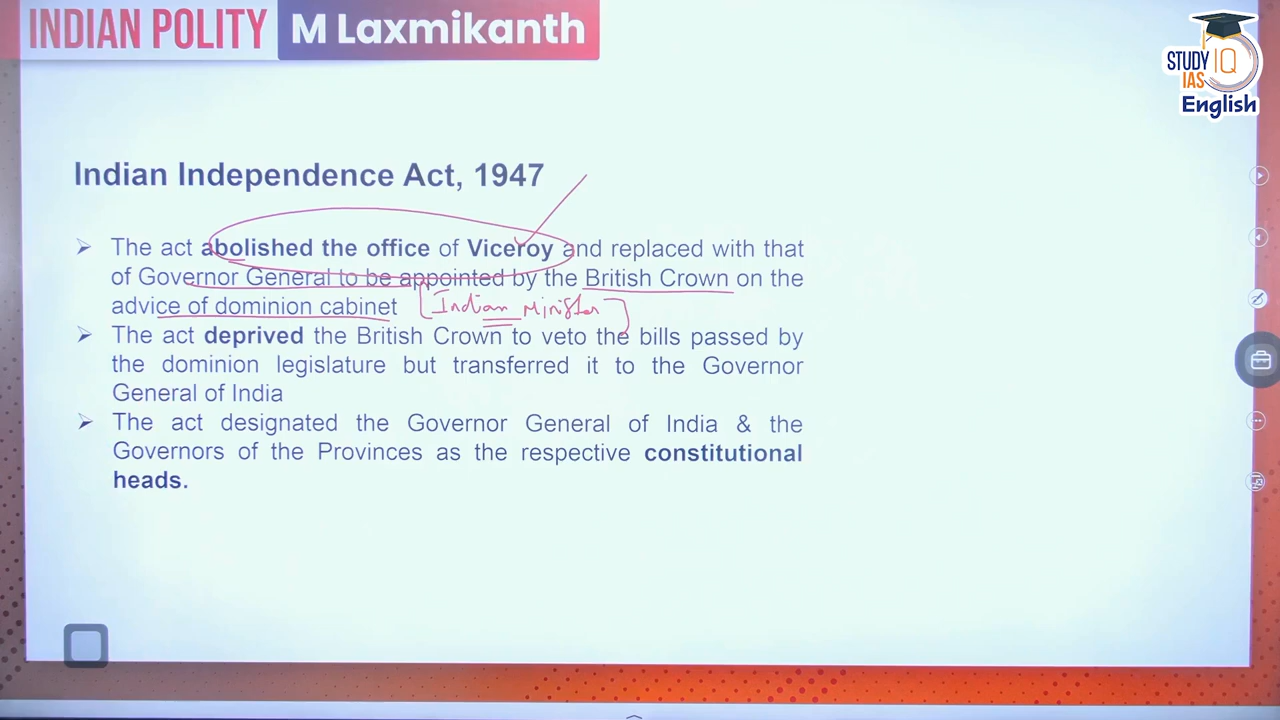 INDIAN POLITY M Laxmikanth
STUDY IQ
IAS
English
Indian Independence Act, 1947
➢ The act abolished the office of Viceroy and replaced with that
of Governor General to be appointed by the British Crown on the
advice of dominion cabinet [Indian Minister]
➢ The act deprived the British Crown to veto the bills passed by
the dominion legislature but transferred it to the Governor
General of India
➢ The act designated the Governor General of India & the
Governors of the Provinces as the respective constitutional
heads.